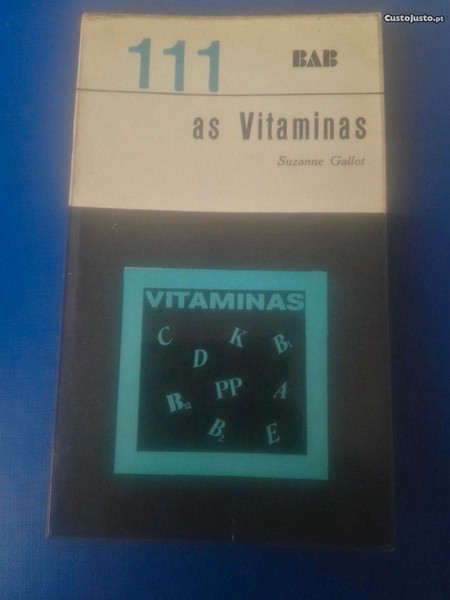 CustoJusto.pt
111 BAB
as Vitaminas
Suzanne Gallot
VITAMINAS
C D K B1
B12 PP A
B2 E